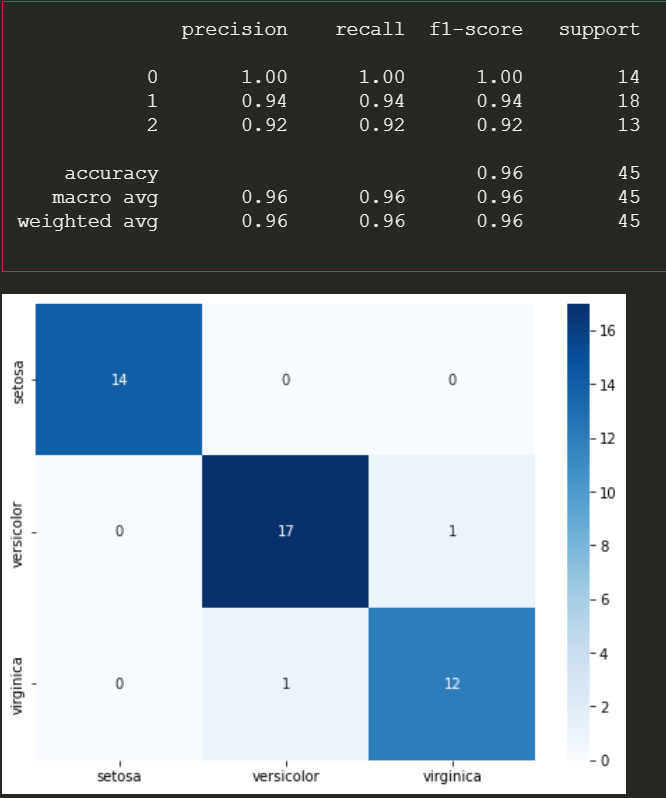 precision recall f1-score support
0 1.00 1.00 1.00 14
1 0.94 0.94 0.94 18
2 0.92 0.92 0.92 13
accuracy 0.96 45
macro avg 0.96 0.96 0.96 45
weighted avg 0.96 0.96 0.96 45
setosa 14 0 0
versicolor 0 17 1
virginica 0 1 12
setosa versicolor virginica
16
14
12
10
8
6
4
2
0